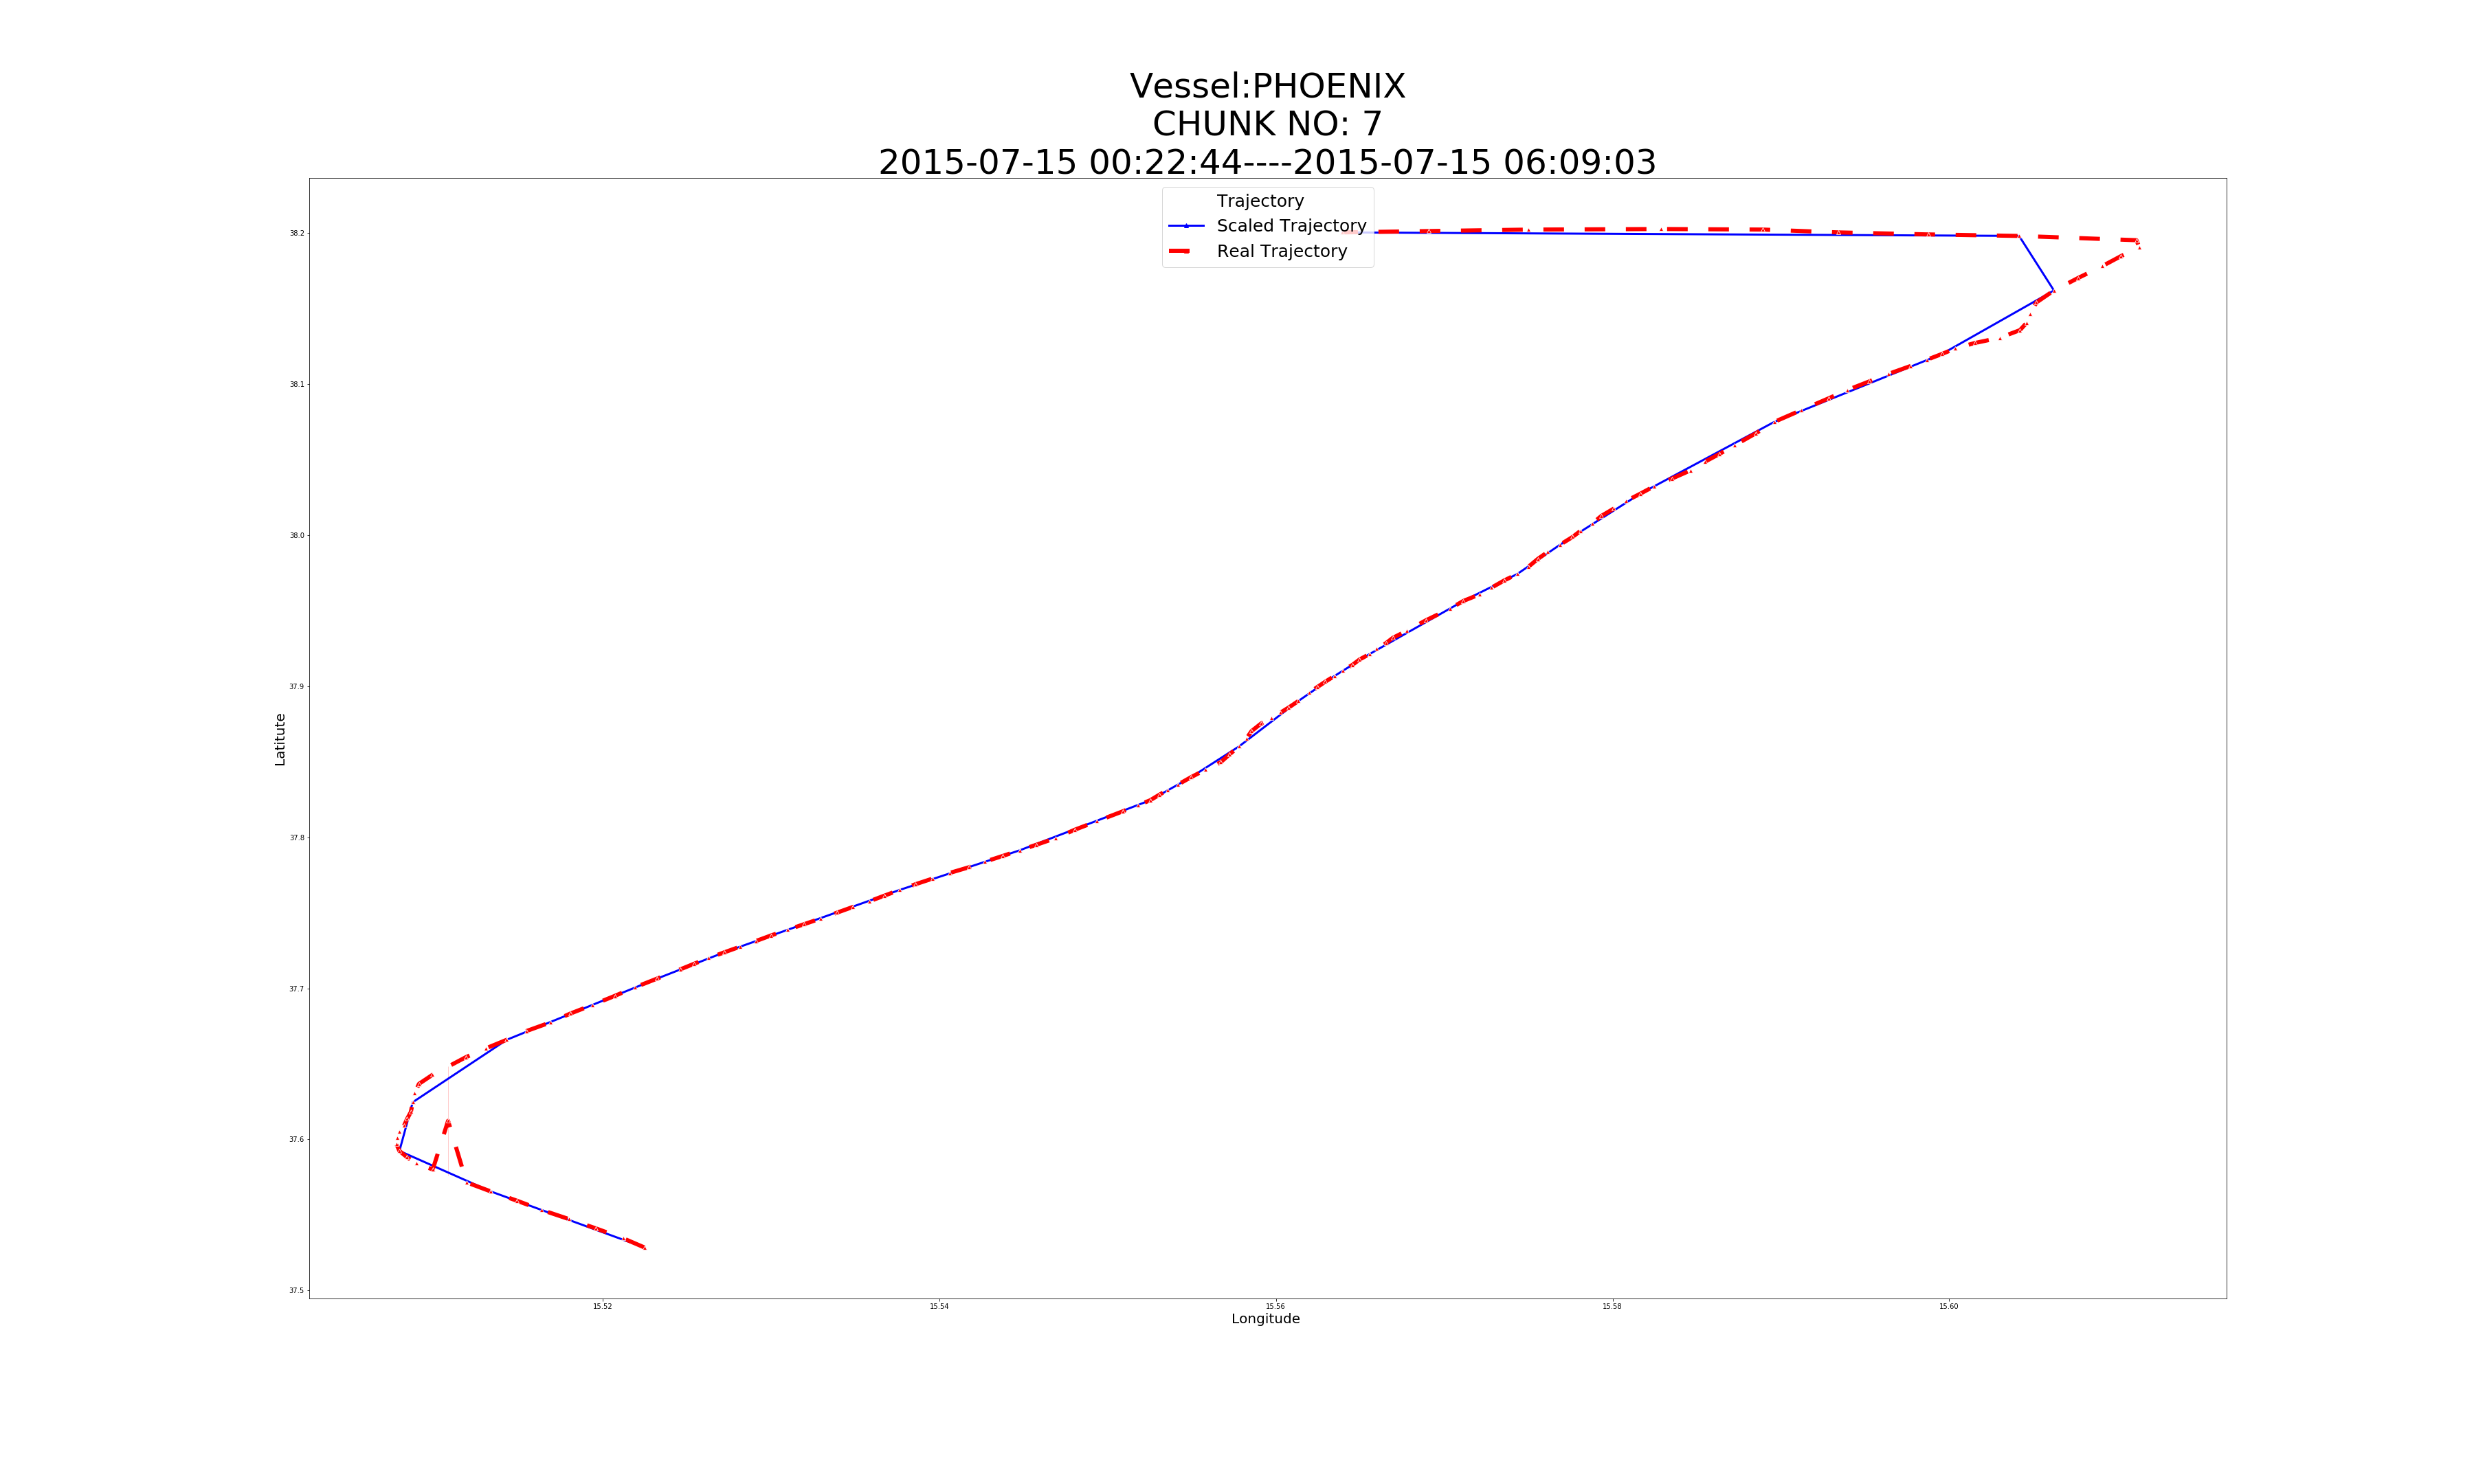 Vessel:PHOENIX
CHUNK NO: 7
2015-07-15 00:22:44----2015-07-15 06:09:03
Trajectory
Scaled Trajectory
Real Trajectory
38.2
38.1
38.0
37.9
37.8
37.7
37.6
37.5
Latitute
15.52
15.54
15.56
15.58
15.60
Longitude